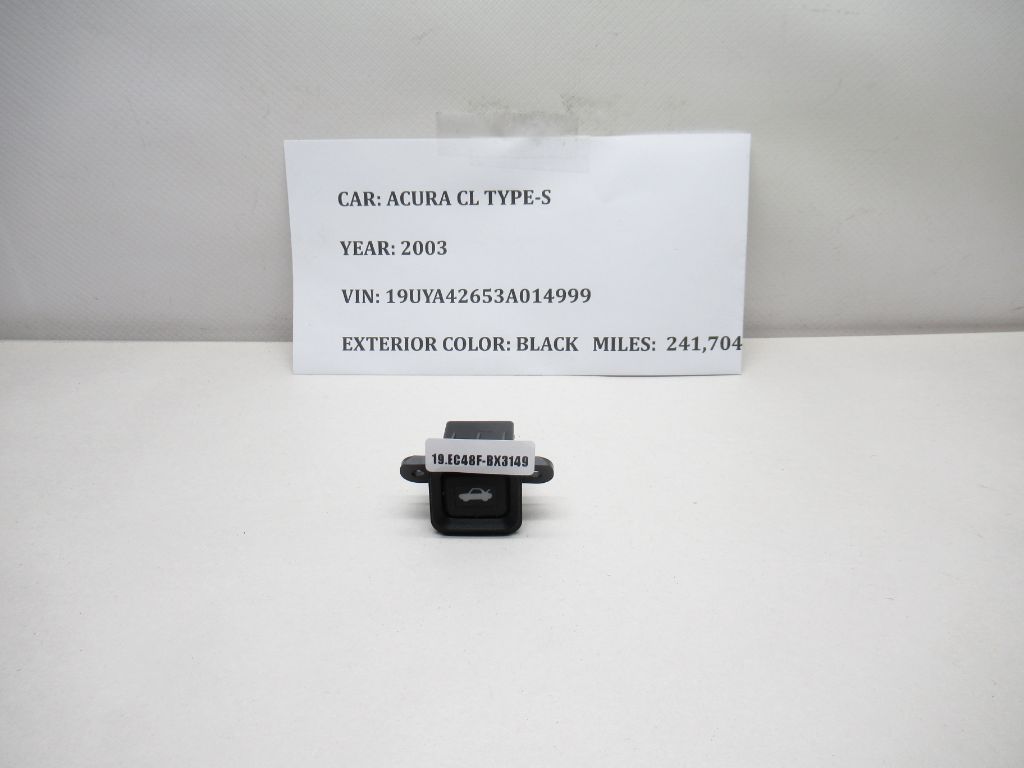 CAR: ACURA CL TYPE-S
YEAR: 2003
VIN: 19UYA42653A014999
EXTERIOR COLOR: BLACK MILES: 241,704
19.EC48F-BX3149